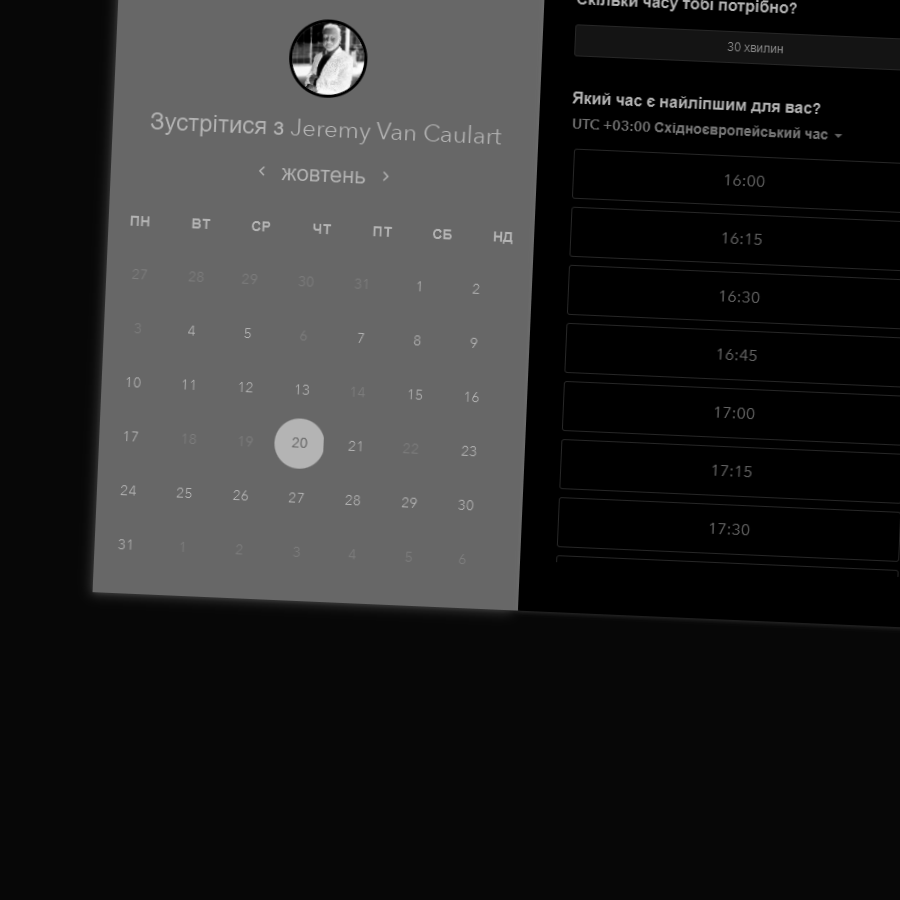 Зустрітися з Jeremy Van Caulart
жовтень
ПН ВТ СР ЧТ ПТ СБ НД
27 28 29 30 31 1 2
3 4 5 6 7 8 9
10 11 12 13 14 15 16
17 18 19 20 21 22 23
24 25 26 27 28 29 30
31 1 2 3 4 5 6
Скільки часу тобі потрібно?
30 хвилин
Який час є найліпшим для вас?
UTC +03:00 Східноєвропейський час
16:00
16:15
16:30
16:45
17:00
17:15
17:30